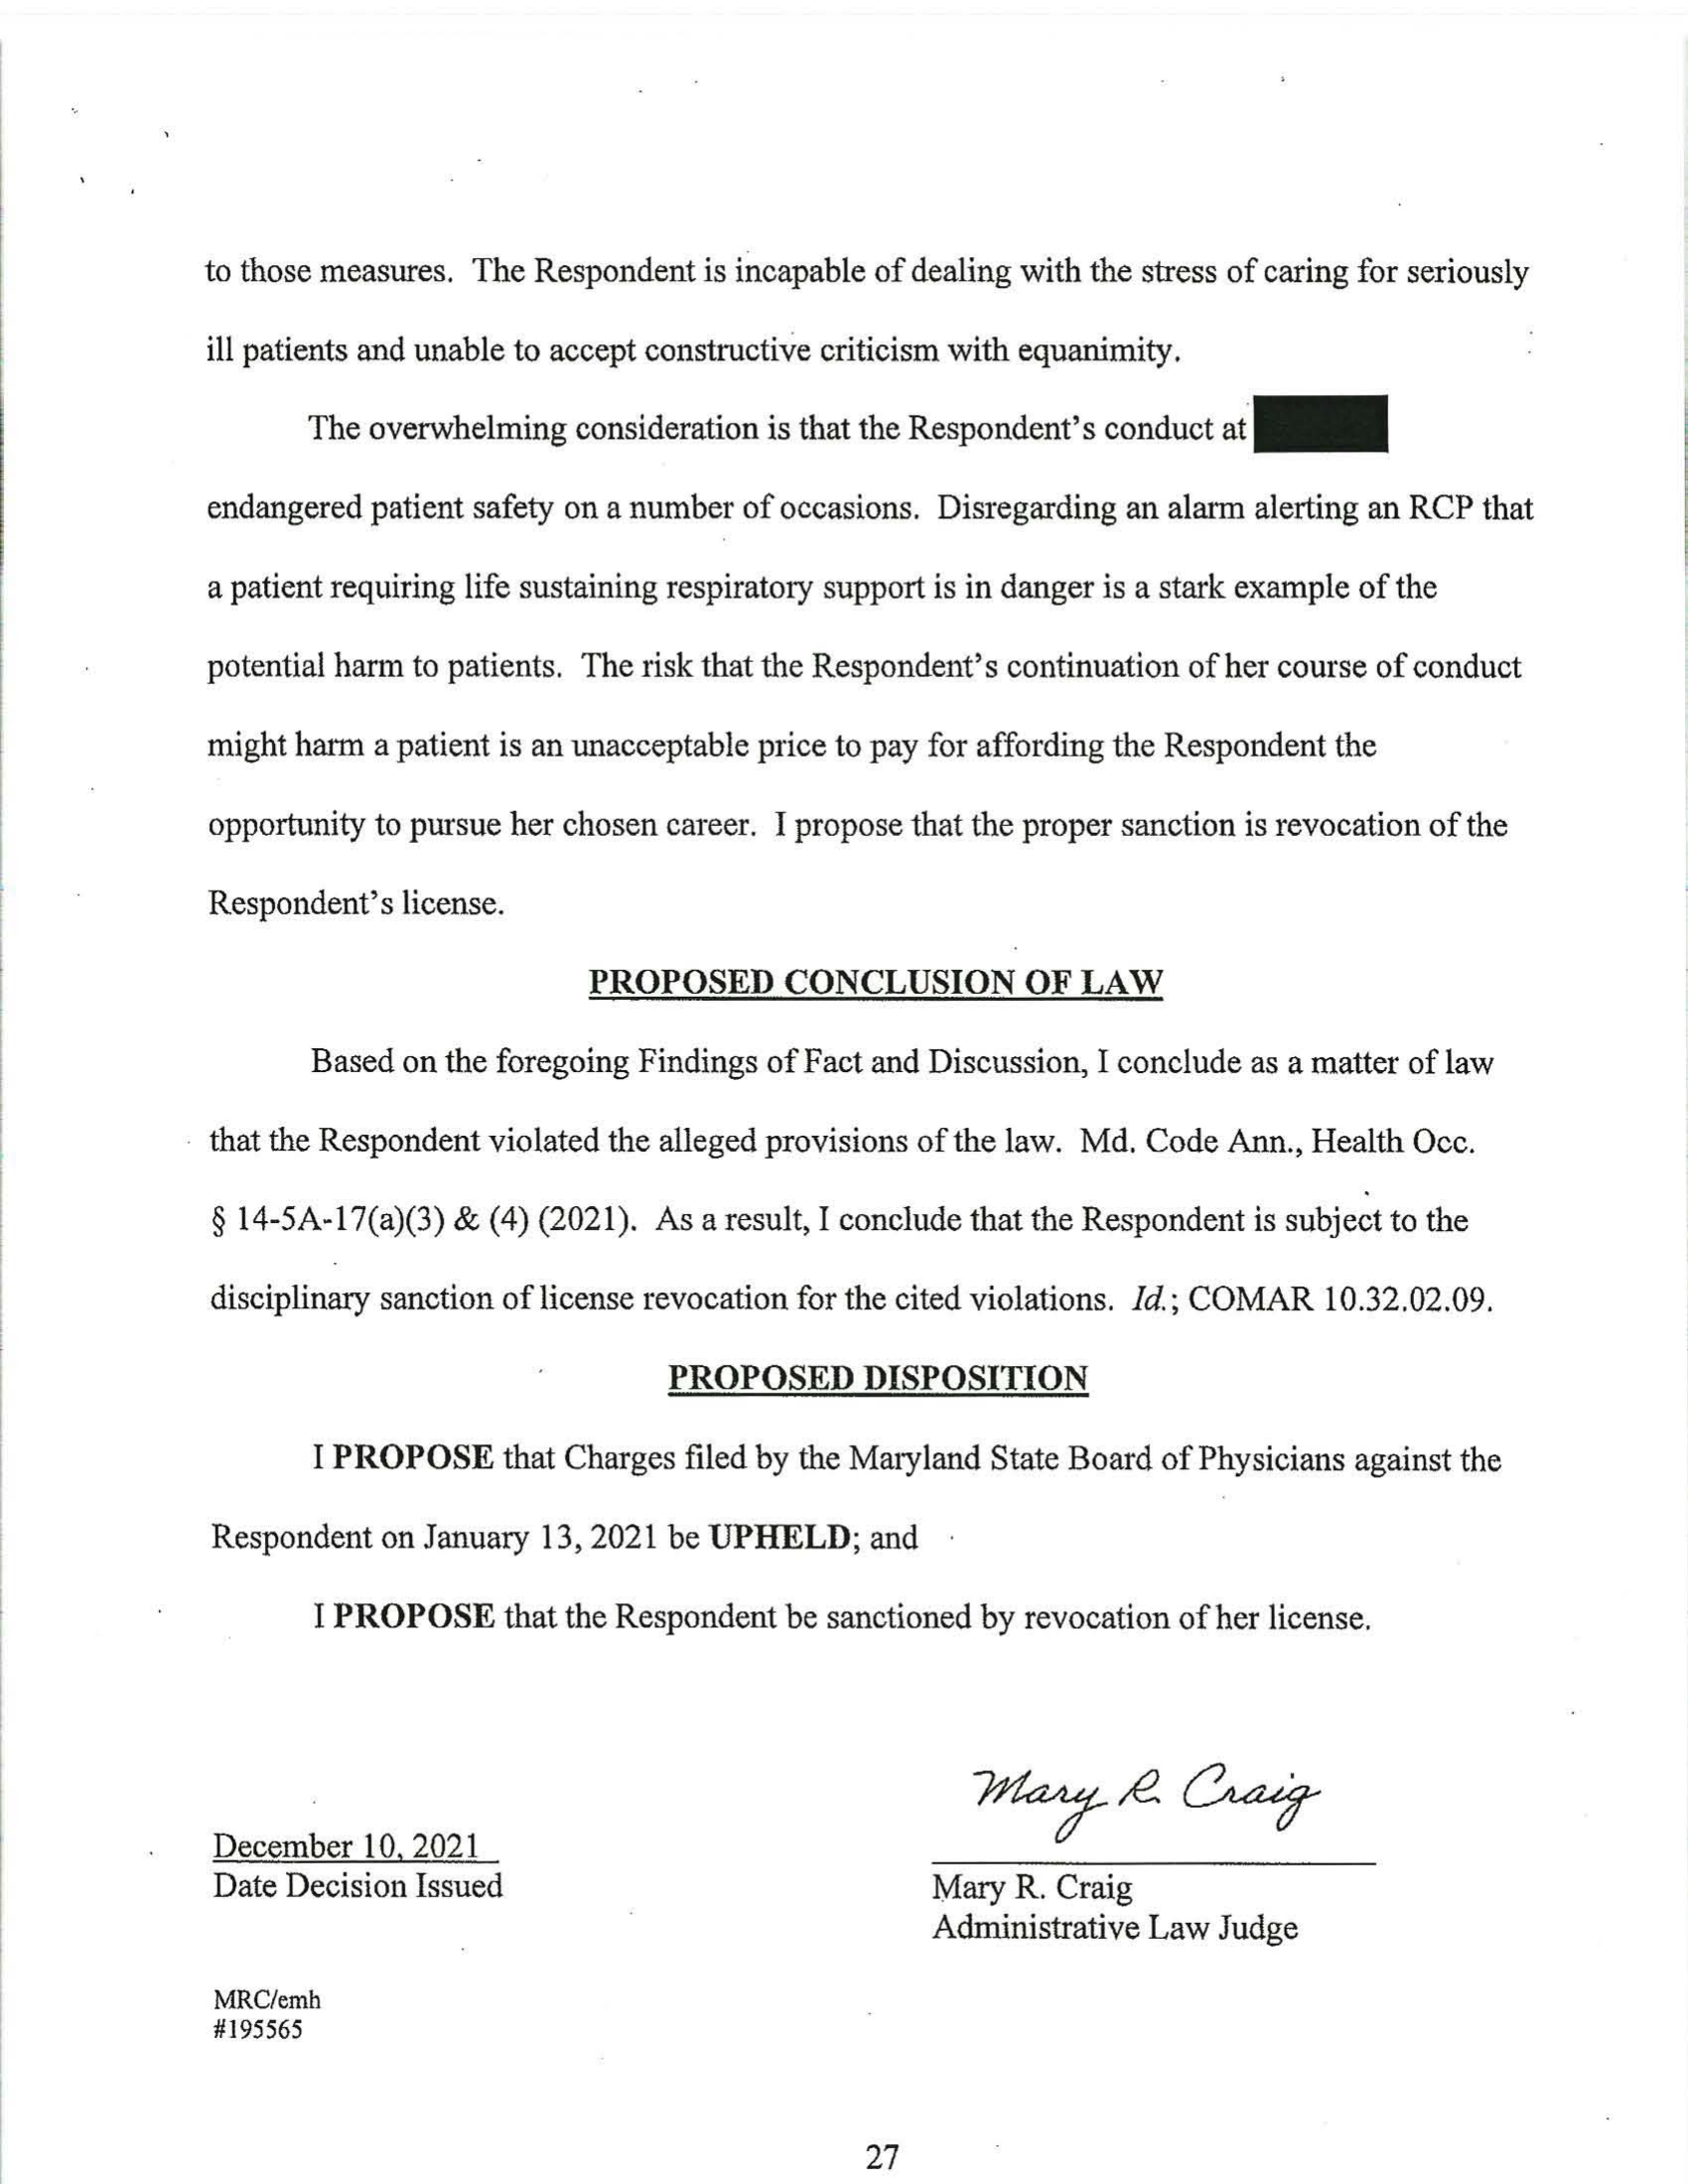 to those measures. The Respondent is incapable of dealing with the stress of caring for seriously
ill patients and unable to accept constructive criticism with equanimity.
The overwhelming consideration is that the Respondent's conduct at
endangered patient safety on a number of occasions. Disregarding an alarm alerting an RCP that
a patient requiring life sustaining respiratory support is in danger is a stark example of the
potential harm to patients. The risk that the Respondent's continuation of her course of conduct
might harm a patient is an unacceptable price to pay for affording the Respondent the
opportunity to pursue her chosen career. I propose that the proper sanction is revocation of the
Respondent's license.
PROPOSED CONCLUSION OF LAW
Based on the foregoing Findings of Fact and Discussion, I conclude as a matter of law
that the Respondent violated the alleged provisions of the law. Md. Code Ann., Health Occ.
§ 14-5A-17(a)(3) & (4) (2021). As a result, I conclude that the Respondent is subject to the
disciplinary sanction of license revocation for the cited violations. Id.; COMAR 10.32.02.09.
PROPOSED DISPOSITION
I PROPOSE that Charges filed by the Maryland State Board of Physicians against the
Respondent on January 13, 2021 be UPHELD; and
I PROPOSE that the Respondent be sanctioned by revocation of her license.
Mary R. Craig
December 10, 2021
Date Decision Issued
Mary R. Craig
Administrative Law Judge
MRC/emh
#195565
27